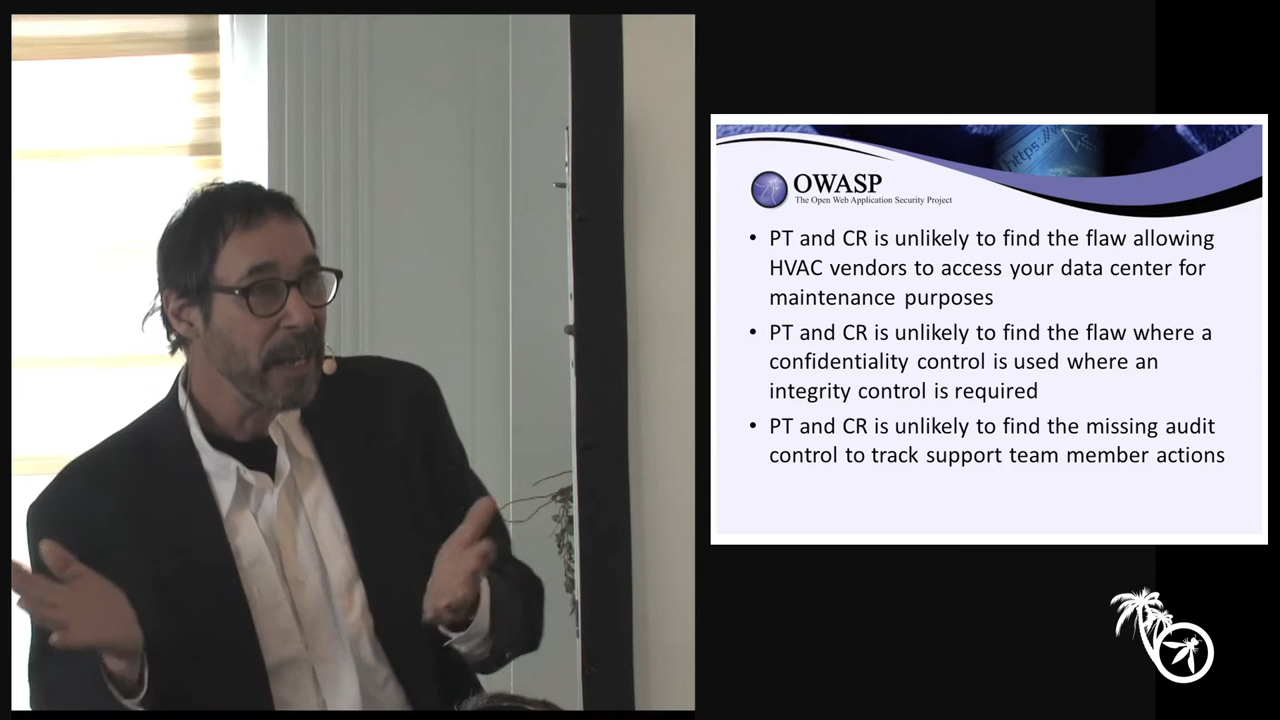 https://w
OWASP
The Open Web Application Security Project
• PT and CR is unlikely to find the flaw allowing
HVAC vendors to access your data center for
maintenance purposes
• PT and CR is unlikely to find the flaw where a
confidentiality control is used where an
integrity control is required
• PT and CR is unlikely to find the missing audit
control to track support team member actions